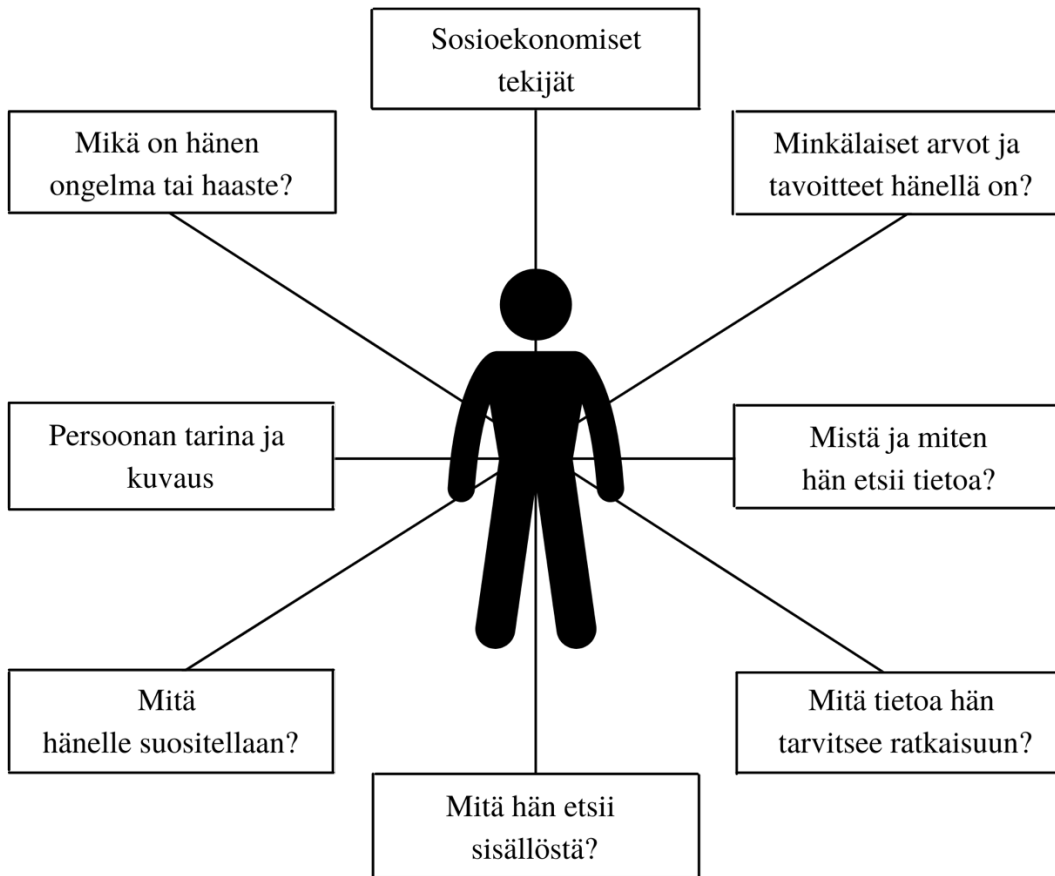 Sosioekonomiset
tekijät
Mikä on hänen
ongelma tai haaste?
Minkälaiset arvot ja
tavoitteet hänellä on?
Persoonan tarina ja
kuvaus
Mistä ja miten
hän etsii tietoa?
Mitä
hänelle suositellaan?
Mitä tietoa hän
tarvitsee ratkaisuun?
Mitä hän etsii
sisällöstä?